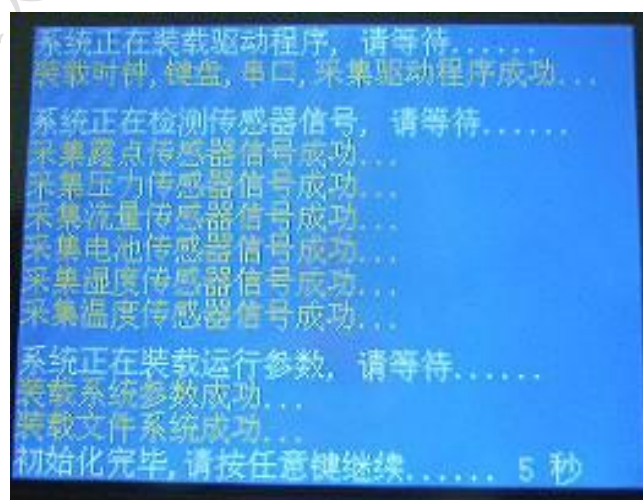 系统正在装载驱动程序, 请等待......
装载时钟,键盘,串口,采集驱动程序成功...
系统正在检测传感器信号, 请等待......
采集露点传感器信号成功...
采集压力传感器信号成功...
采集流量传感器信号成功...
采集电池传感器信号成功...
采集湿度传感器信号成功...
采集温度传感器信号成功...
系统正在装载运行参数, 请等待......
装载系统参数成功...
装载文件系统成功...
初始化完毕,请按任意键继续...... 5 秒